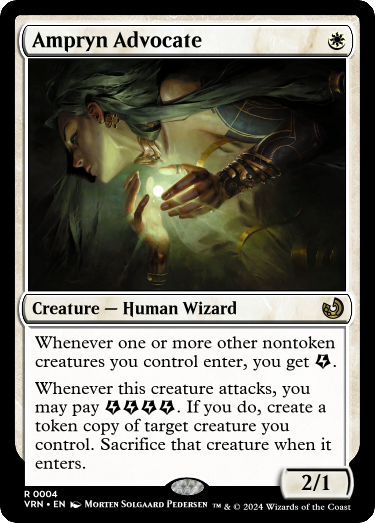 Ampryn Advocate
Creature — Human Wizard
Whenever one or more other nontoken
creatures you control enter, you get .
Whenever this creature attacks, you
may pay . If you do, create a
token copy of target creature you
control. Sacrifice that creature when it
enters.
2/1
R 0004
VRN • EN Morten Solgaard Pedersen ™ & © 2024 Wizards of the Coast